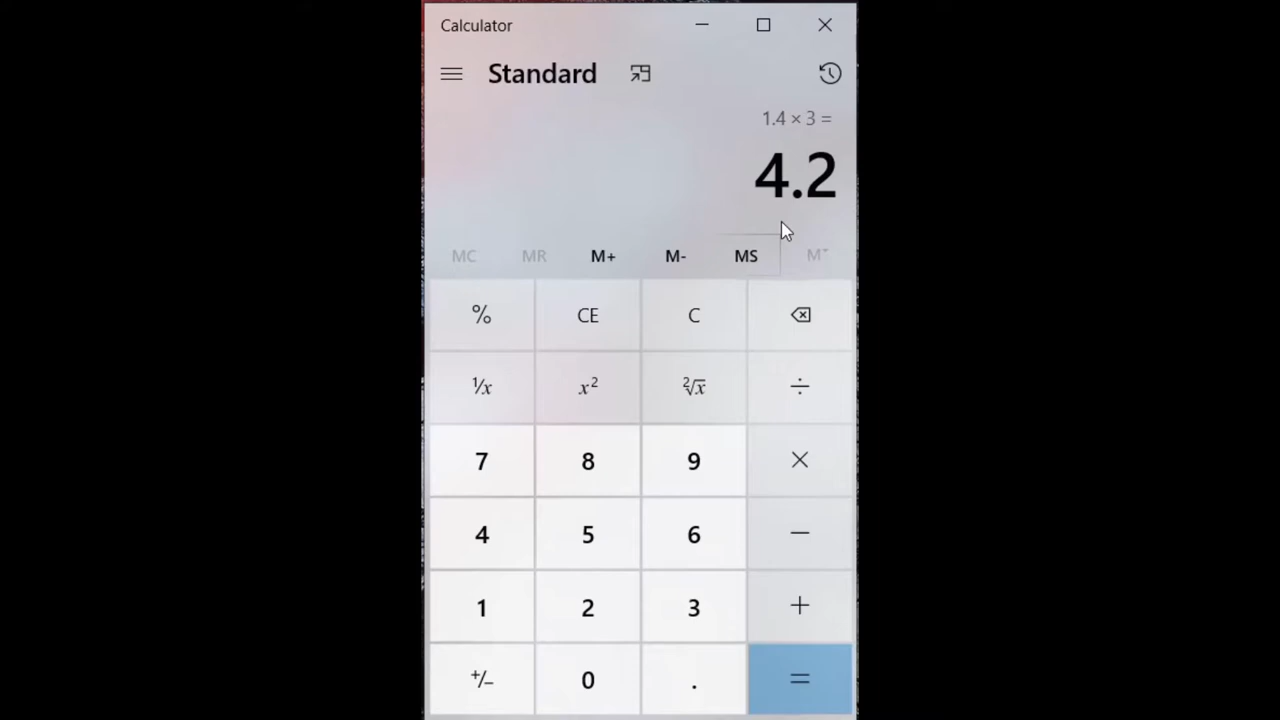 Calculator
Standard
1.4 × 3 =
4.2
MC MR M+ M- MS M˅
% CE C
¹/x x² ²√x ÷
7 8 9 ×
4 5 6 −
1 2 3 +
+/− 0 . =